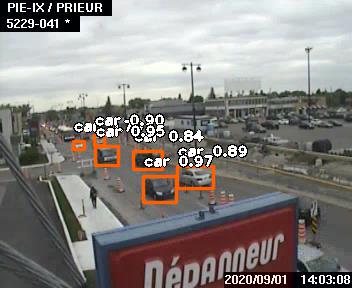 PIE-IX / PRIEUR
5229-041 *
car 0.90
car 0.95
car 0.84
car 0.89
car 0.97
Dépanneur
2020/09/01 14:03:08